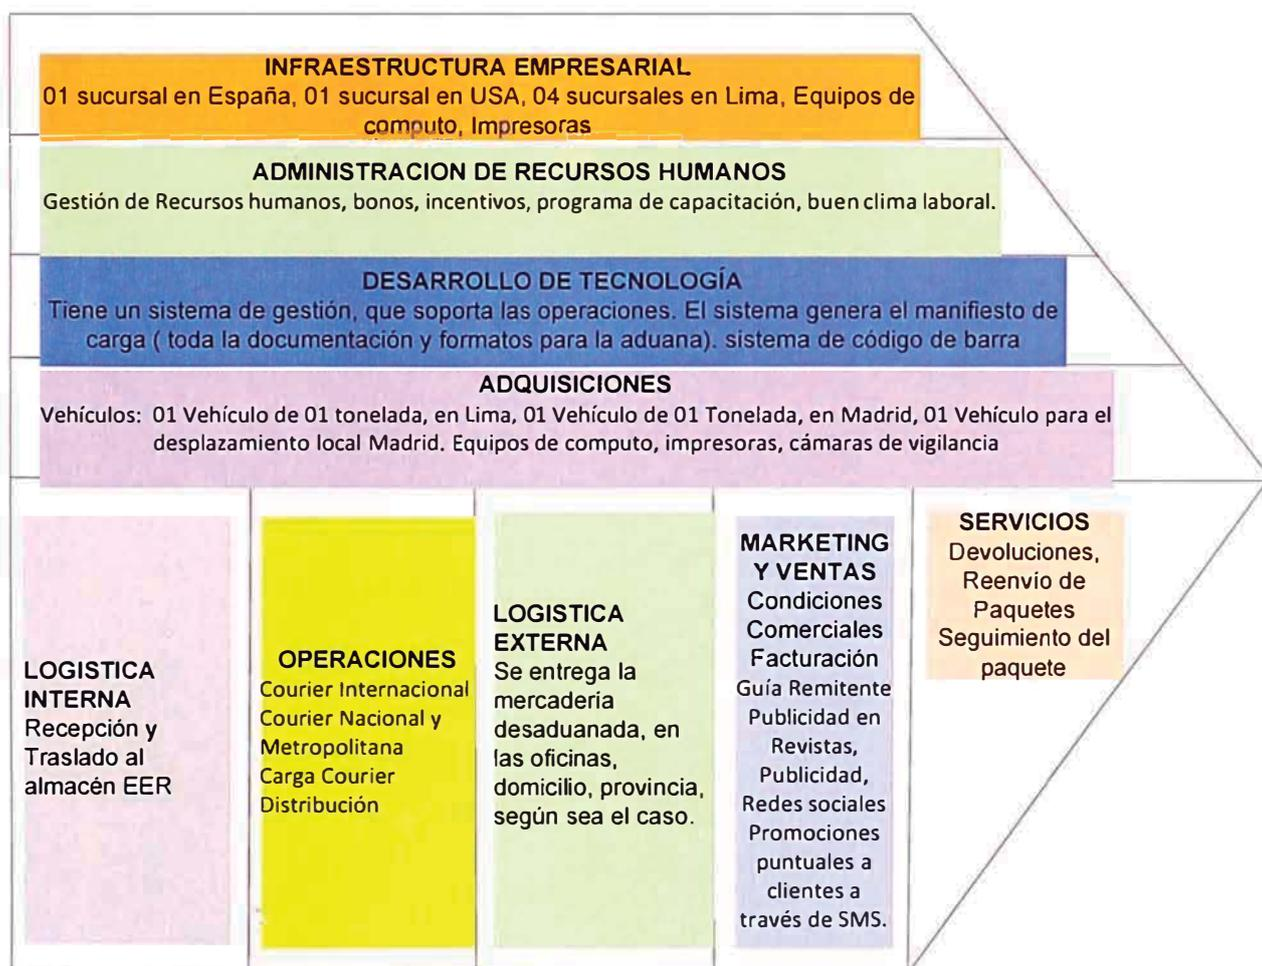 INFRAESTRUCTURA EMPRESARIAL
01 sucursal en España, 01 sucursal en USA, 04 sucursales en Lima, Equipos de
computo, Impresoras
ADMINISTRACION DE RECURSOS HUMANOS
Gestión de Recursos humanos, bonos, incentivos, programa de capacitación, buen clima laboral.
DESARROLLO DE TECNOLOGÍA
Tiene un sistema de gestión, que soporta las operaciones. El sistema genera el manifiesto de
carga ( toda la documentación y formatos para la aduana). sistema de código de barra
ADQUISICIONES
Vehículos: 01 Vehículo de 01 tonelada, en Lima, 01 Vehículo de 01 Tonelada, en Madrid, 01 Vehículo para el
desplazamiento local Madrid. Equipos de computo, impresoras, cámaras de vigilancia
LOGISTICA
INTERNA
Recepción y
Traslado al
almacén EER
OPERACIONES
Courier Internacional
Courier Nacional y
Metropolitana
Carga Courier
Distribución
LOGISTICA
EXTERNA
Se entrega la
mercadería
desaduanada, en
las oficinas,
domicilio, provincia,
según sea el caso.
MARKETING
Y VENTAS
Condiciones
Comerciales
Facturación
Guía Remitente
Publicidad en
Revistas,
Publicidad,
Redes sociales
Promociones
puntuales a
clientes a
través de SMS.
SERVICIOS
Devoluciones,
Reenvío de
Paquetes
Seguimiento del
paquete